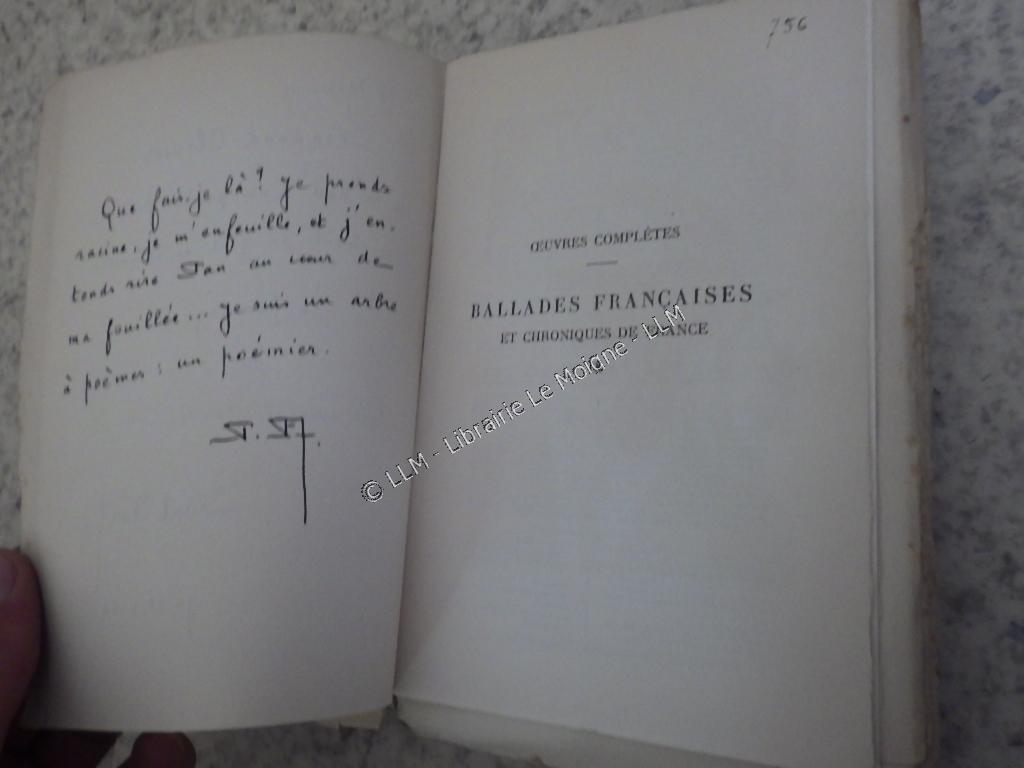 Que fais-je là ? Je prends
racine, je m'enfeuille, et j'en-
tends rire Pan au cœur de
ma feuillée... Je suis un arbre
à poèmes : un poémier.
P. F.
756
ŒUVRES COMPLÈTES
BALLADES FRANÇAISES
ET CHRONIQUES DE FRANCE
© LLM - Librairie Le Moigne - LLM